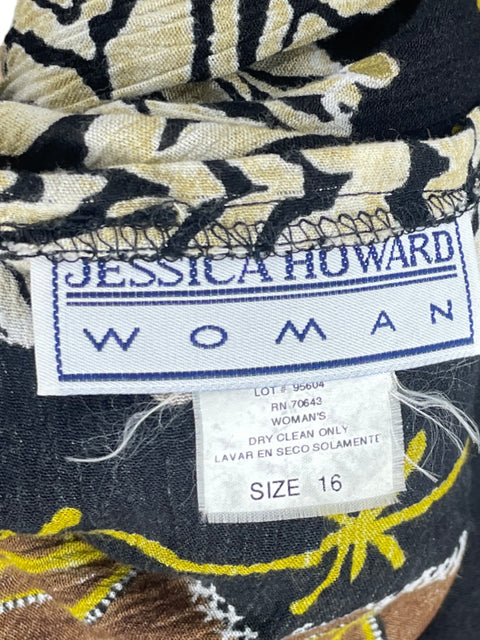 JESSICA HOWARD
WOMAN
LOT # 95604
RN 70643
WOMAN'S
DRY CLEAN ONLY
LAVAR EN SECO SOLAMENTE
SIZE 16